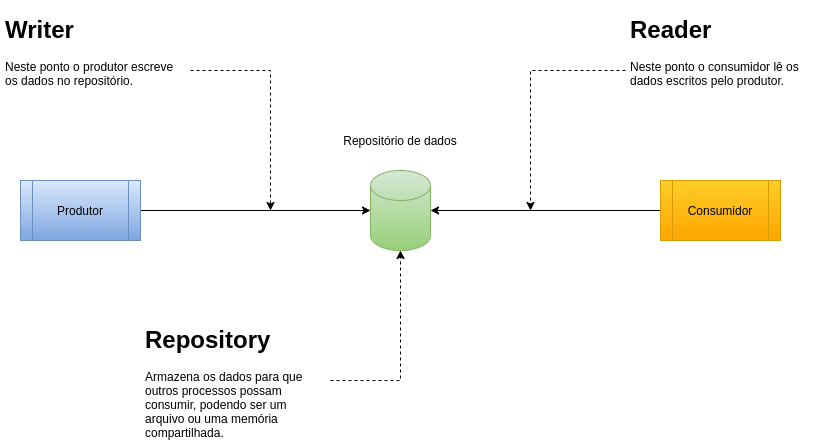 Writer
Neste ponto o produtor escreve
os dados no repositório.
Reader
Neste ponto o consumidor lê os
dados escritos pelo produtor.
Repositório de dados
Produtor
Consumidor
Repository
Armazena os dados para que
outros processos possam
consumir, podendo ser um
arquivo ou uma memória
compartilhada.